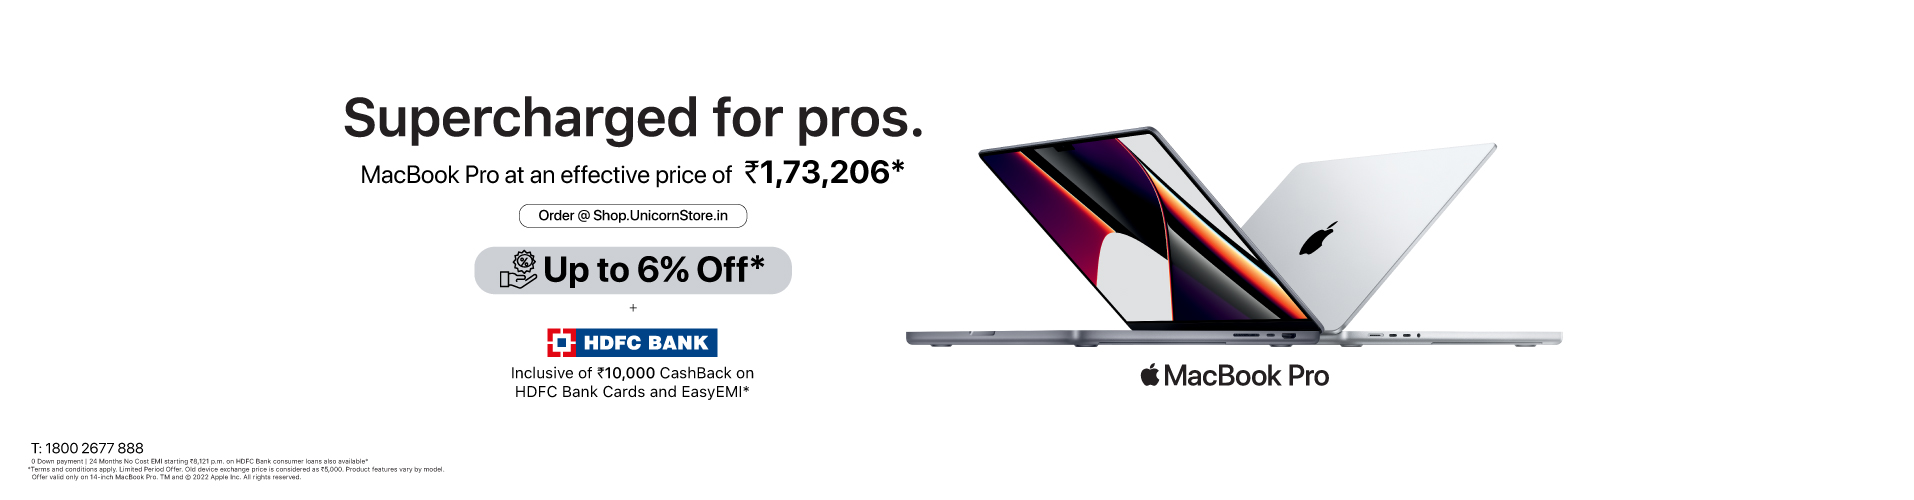 Supercharged for pros.
MacBook Pro at an effective price of ₹1,73,206*
Order @ Shop.UnicornStore.in
% Up to 6% Off*
+
HDFC BANK
Inclusive of ₹10,000 CashBack on
HDFC Bank Cards and EasyEMI*
MacBook Pro
T: 1800 2677 888
0 Down payment | 24 Months No Cost EMI starting ₹8,121 p.m. on HDFC Bank consumer loans also available*
*Terms and conditions apply. Limited Period Offer. Old device exchange price is considered as ₹5,000. Product features vary by model.
Offer valid only on 14-inch MacBook Pro. TM and © 2022 Apple Inc. All rights reserved.